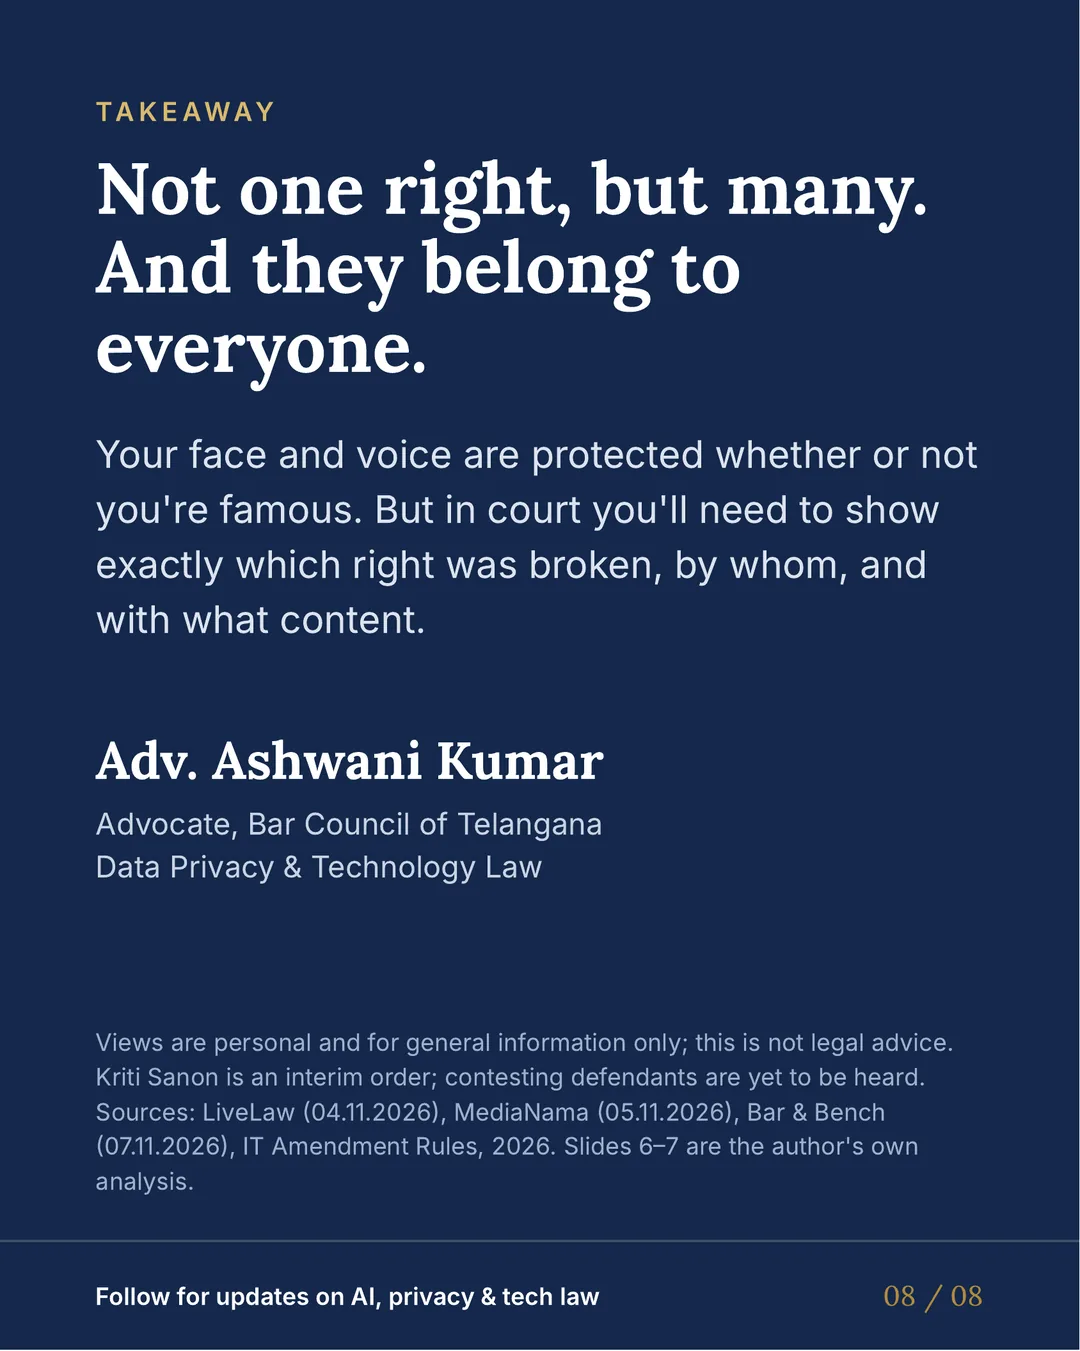 TAKEAWAY
Not one right, but many.
And they belong to
everyone.
Your face and voice are protected whether or not
you're famous. But in court you'll need to show
exactly which right was broken, by whom, and
with what content.
Adv. Ashwani Kumar
Advocate, Bar Council of Telangana
Data Privacy & Technology Law
Views are personal and for general information only; this is not legal advice.
Kriti Sanon is an interim order; contesting defendants are yet to be heard.
Sources: LiveLaw (04.11.2026), MediaNama (05.11.2026), Bar & Bench
(07.11.2026), IT Amendment Rules, 2026. Slides 6–7 are the author's own
analysis.
Follow for updates on AI, privacy & tech law
08 / 08